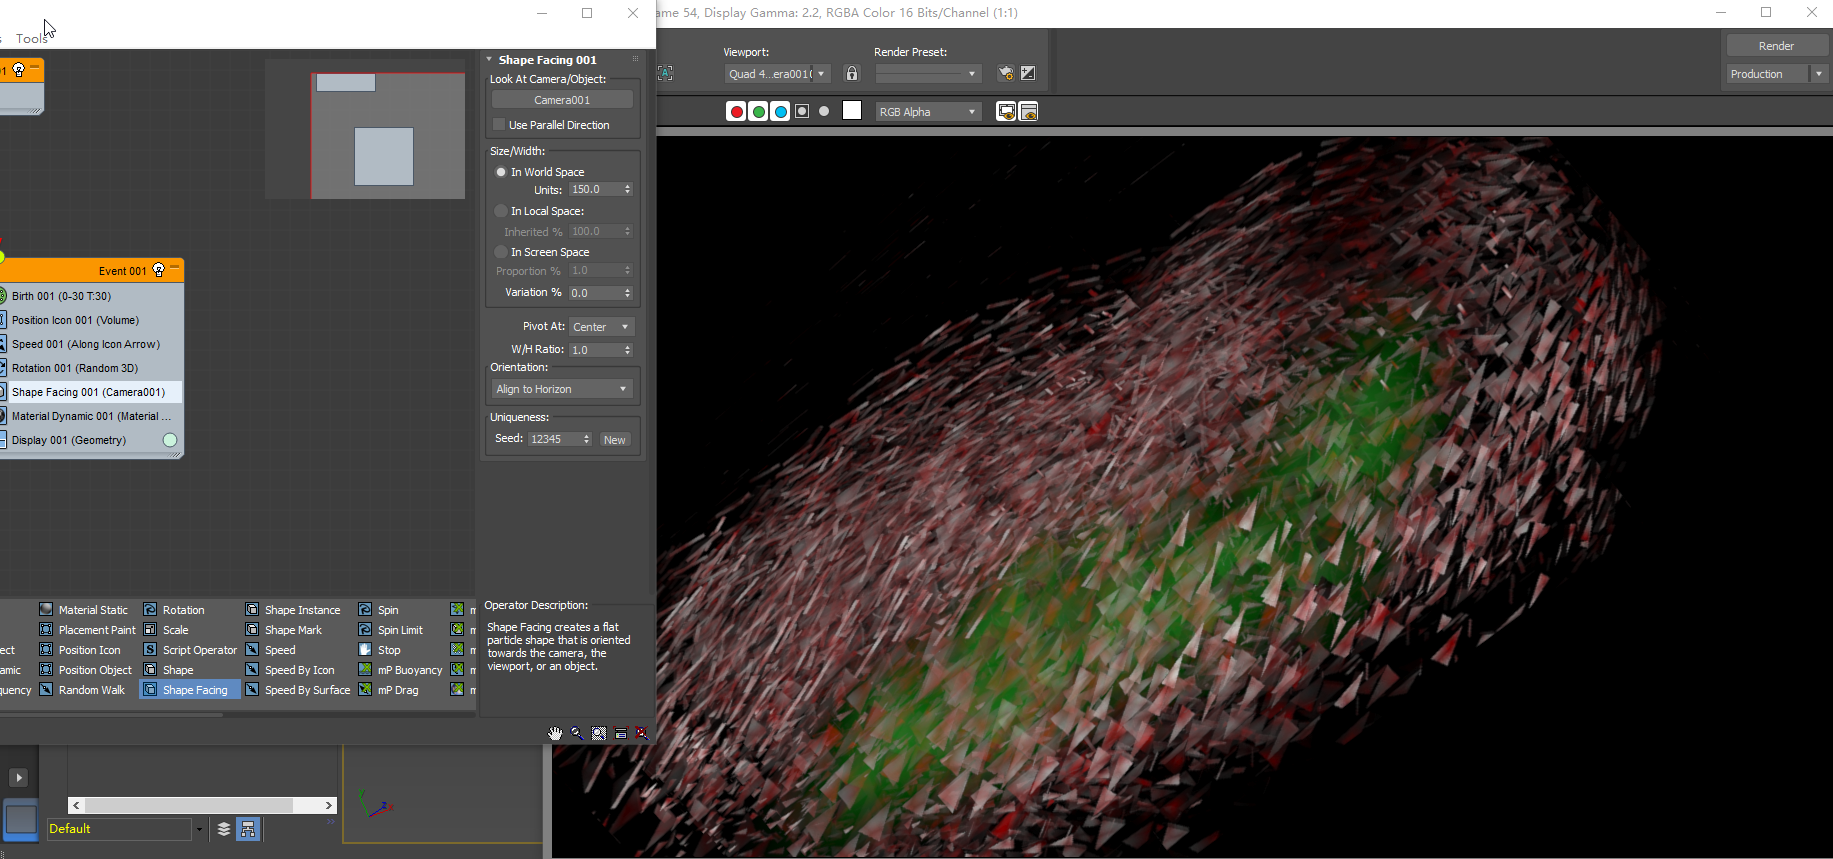 Tools
ame 54, Display Gamma: 2.2, RGBA Color 16 Bits/Channel (1:1)
Viewport:
Render Preset:
Quad 4...era001
Render
Production
RGB Alpha
Shape Facing 001
Look At Camera/Object:
Camera001
Use Parallel Direction
Size/Width:
In World Space
Units: 150.0
In Local Space:
Inherited % 100.0
In Screen Space
Proportion % 1.0
Variation % 0.0
Pivot At: Center
W/H Ratio: 1.0
Orientation:
Align to Horizon
Uniqueness:
Seed: 12345 New
Event 001
Birth 001 (0-30 T:30)
Position Icon 001 (Volume)
Speed 001 (Along Icon Arrow)
Rotation 001 (Random 3D)
Shape Facing 001 (Camera001)
Material Dynamic 001 (Material ...
Display 001 (Geometry)
Material Static Rotation Shape Instance Spin m
Placement Paint Scale Shape Mark Spin Limit m
ect Position Icon S Script Operator Speed Stop m
amic Position Object Shape Speed By Icon mP Buoyancy m
quency Random Walk Shape Facing Speed By Surface mP Drag m
Operator Description:
Shape Facing creates a flat
particle shape that is oriented
towards the camera, the
viewport, or an object.
Default